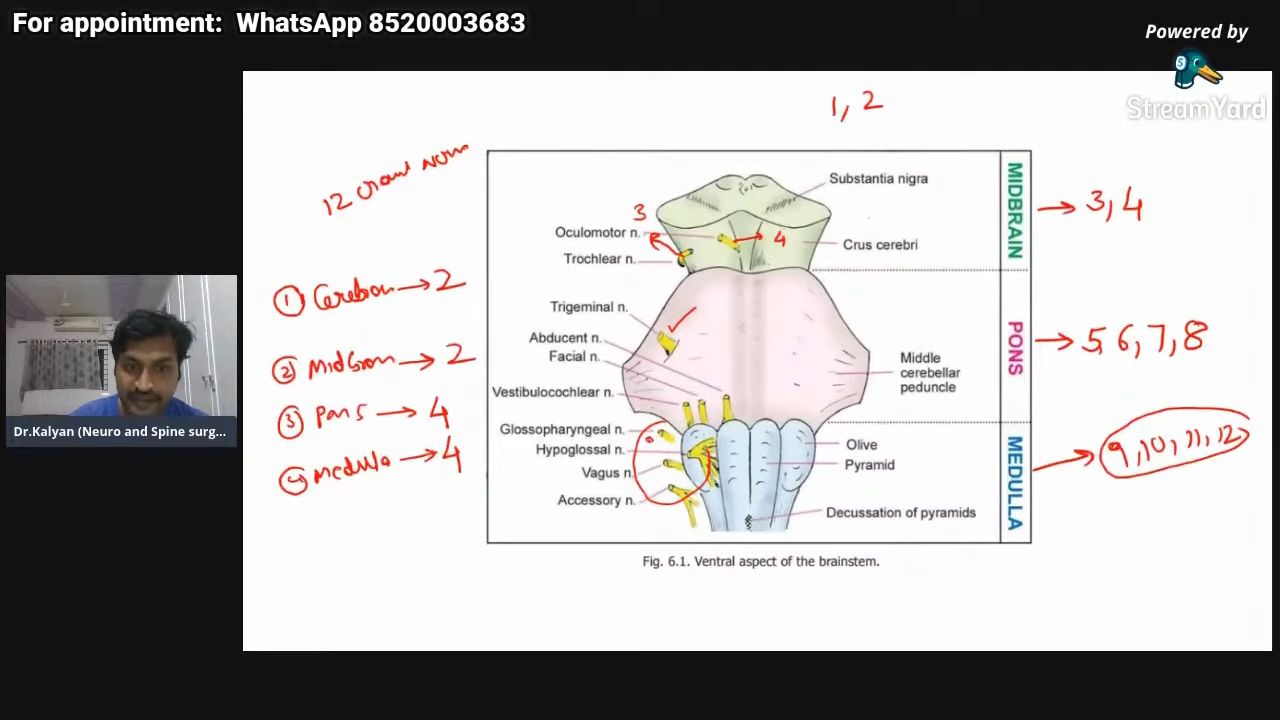 For appointment: WhatsApp 8520003683
Powered by
StreamYard
1, 2
12
① Cerebrum → 2
② Midbrain → 2
③ pons → 4
④ medulla → 4
Substantia nigra
3
Oculomotor n.
4
Crus cerebri
Trochlear n.
Trigeminal n.
Abducent n.
Facial n.
Middle
cerebellar
peduncle
Vestibulocochlear n.
Glossopharyngeal n.
Hypoglossal n.
Vagus n.
Accessory n.
Olive
Pyramid
Decussation of pyramids
MIDBRAIN
→ 3, 4
PONS
→ 5, 6, 7, 8
MEDULLA
→ 9, 10, 11, 12
Fig. 6.1. Ventral aspect of the brainstem.
Dr.Kalyan (Neuro and Spine surg...